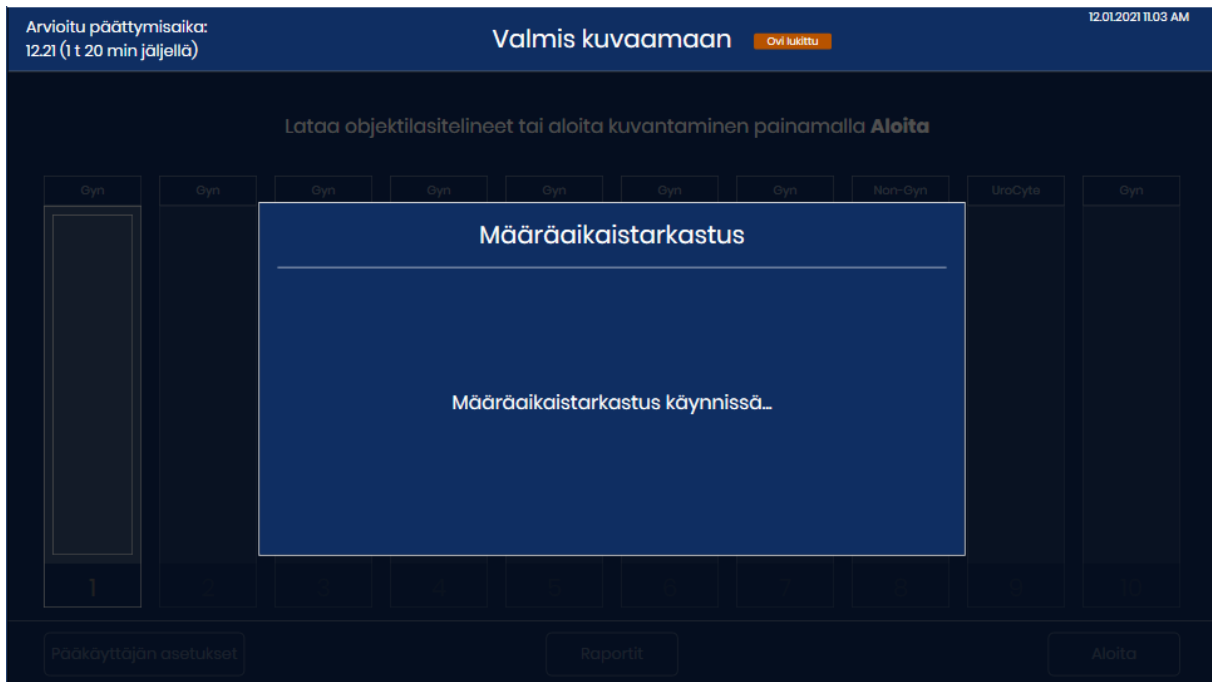 Arvioitu päättymisaika:
12.21 (1 t 20 min jäljellä)
Valmis kuvaamaan
Ovi lukittu
12.01.2021 11.03 AM
Lataa objektilasitelineet tai aloita kuvantaminen painamalla Aloita
Gyn Gyn Gyn Gyn Gyn Gyn Gyn Non-Gyn UroCyte Gyn
Määräaikaistarkastus
Määräaikaistarkastus käynnissä...
1 2 3 4 5 6 7 8 9 10
Pääkäyttäjän asetukset Raportit Aloita